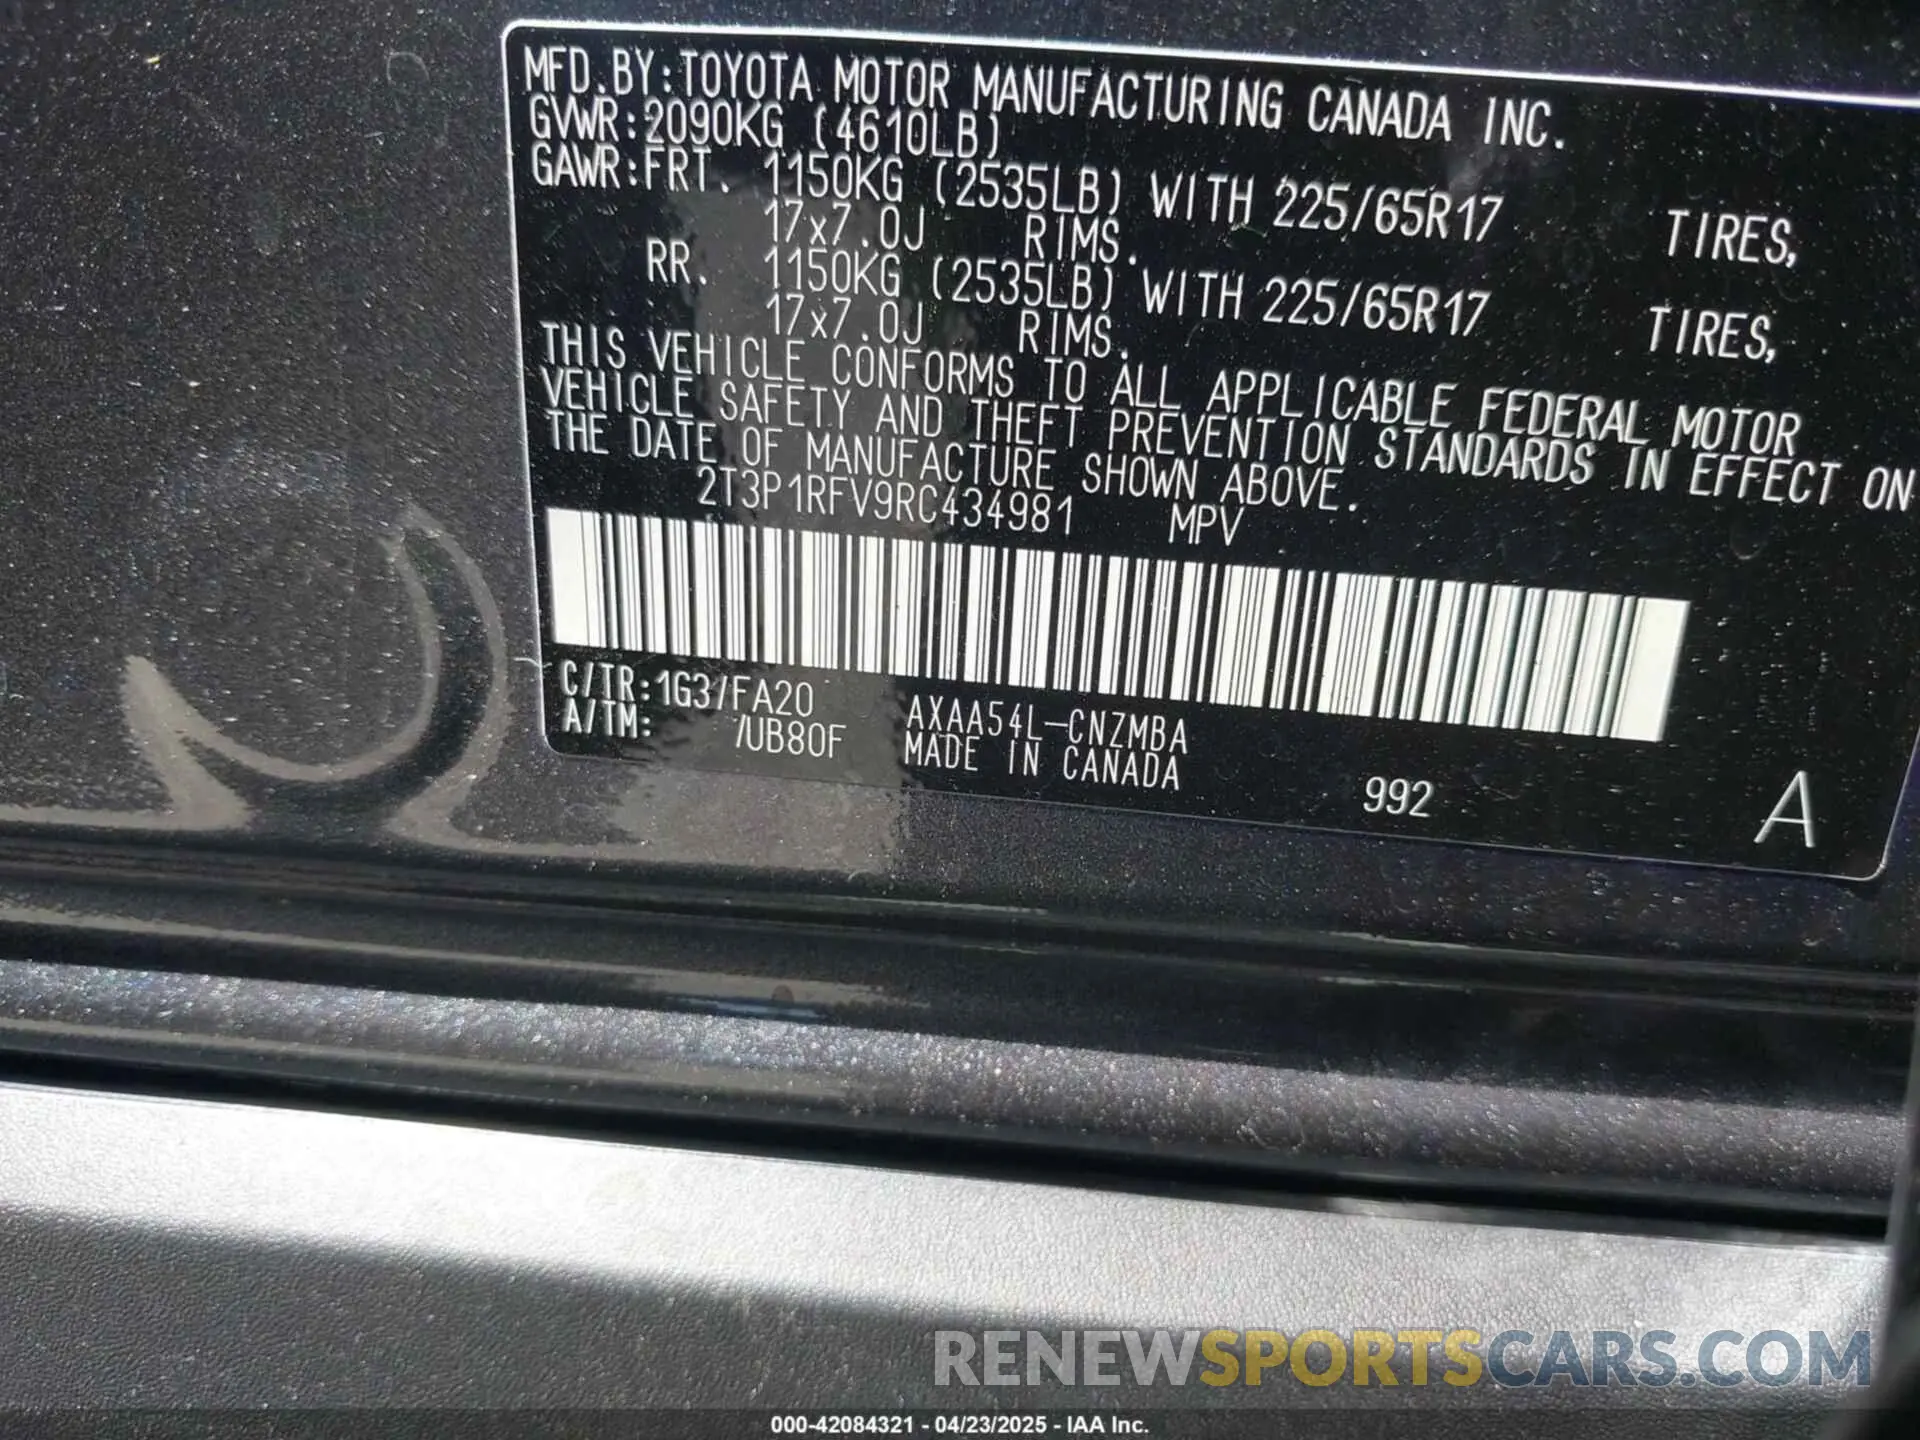 MFD.BY:TOYOTA MOTOR MANUFACTURING CANADA INC.
GVWR:2090KG (4610LB)
GAWR:FRT. 1150KG (2535LB) WITH 225/65R17 TIRES,
17x7.0J RIMS.
RR. 1150KG (2535LB) WITH 225/65R17 TIRES,
17x7.0J RIMS.
THIS VEHICLE CONFORMS TO ALL APPLICABLE FEDERAL MOTOR
VEHICLE SAFETY AND THEFT PREVENTION STANDARDS IN EFFECT ON
THE DATE OF MANUFACTURE SHOWN ABOVE.
2T3P1RFV9RC434981 MPV
C/TR:1G3/FA20 AXAA54L-CNZMBA
A/TM: /UB80F MADE IN CANADA
992 A
RENEWSPORTSCARS.COM
000-42084321 - 04/23/2025 - IAA Inc.